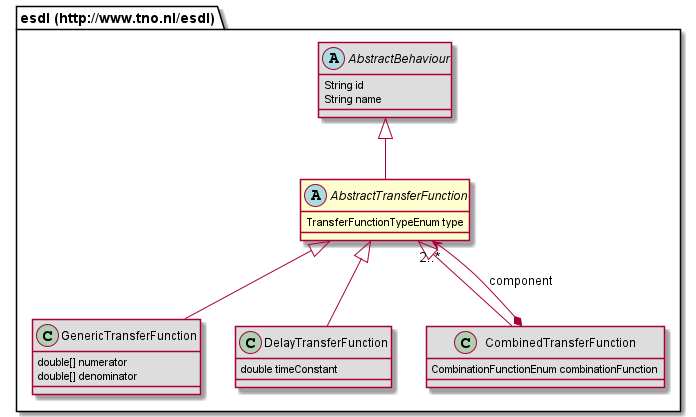 esdl (http://www.tno.nl/esdl)
A AbstractBehaviour
String id
String name
A AbstractTransferFunction
TransferFunctionTypeEnum type
2..*
component
C GenericTransferFunction
double[] numerator
double[] denominator
C DelayTransferFunction
double timeConstant
C CombinedTransferFunction
CombinationFunctionEnum combinationFunction